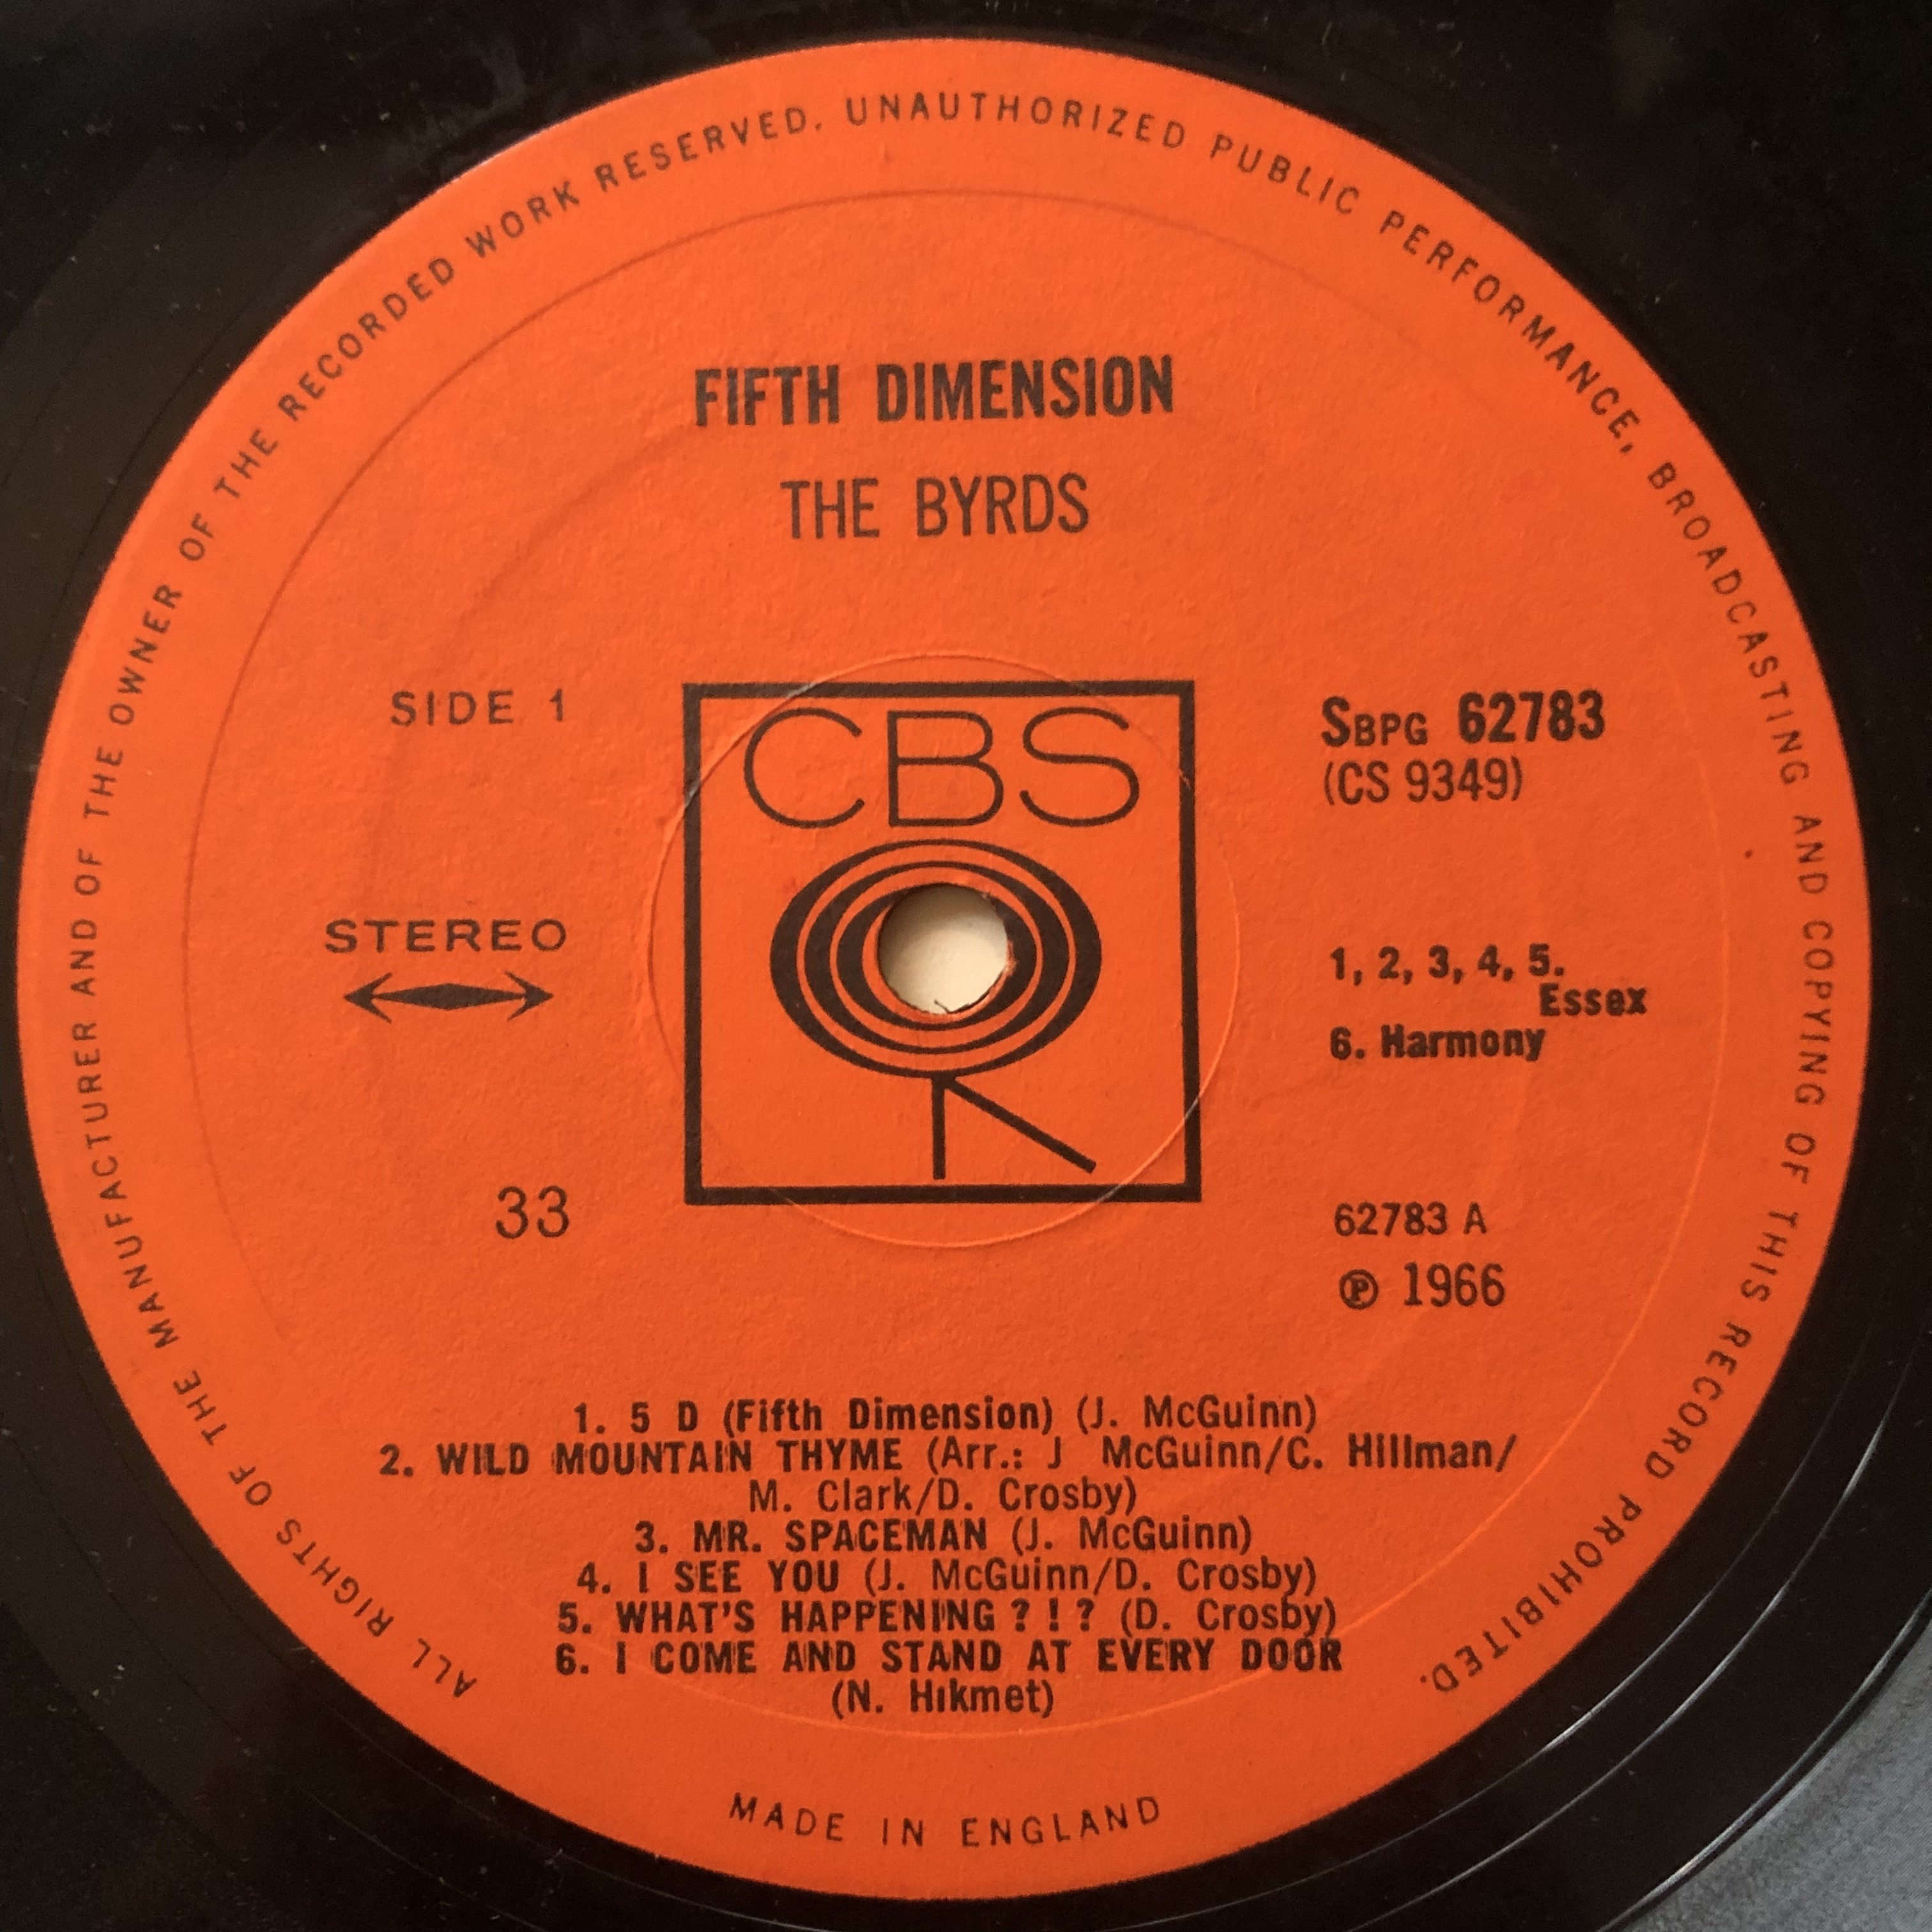 ALL RIGHTS OF THE MANUFACTURER AND OF THE OWNER OF THE RECORDED WORK RESERVED. UNAUTHORIZED PUBLIC PERFORMANCE, BROADCASTING AND COPYING OF THIS RECORD PROHIBITED.
FIFTH DIMENSION
THE BYRDS
SIDE 1
CBS
SBPG 62783
(CS 9349)
STEREO
1, 2, 3, 4, 5.
Essex
6. Harmony
33
62783 A
℗ 1966
1. 5 D (Fifth Dimension) (J. McGuinn)
2. WILD MOUNTAIN THYME (Arr.: J McGuinn/C. Hillman/
M. Clark/D. Crosby)
3. MR. SPACEMAN (J. McGuinn)
4. I SEE YOU (J. McGuinn/D. Crosby)
5. WHAT'S HAPPENING ? ! ? (D. Crosby)
6. I COME AND STAND AT EVERY DOOR
(N. Hikmet)
MADE IN ENGLAND